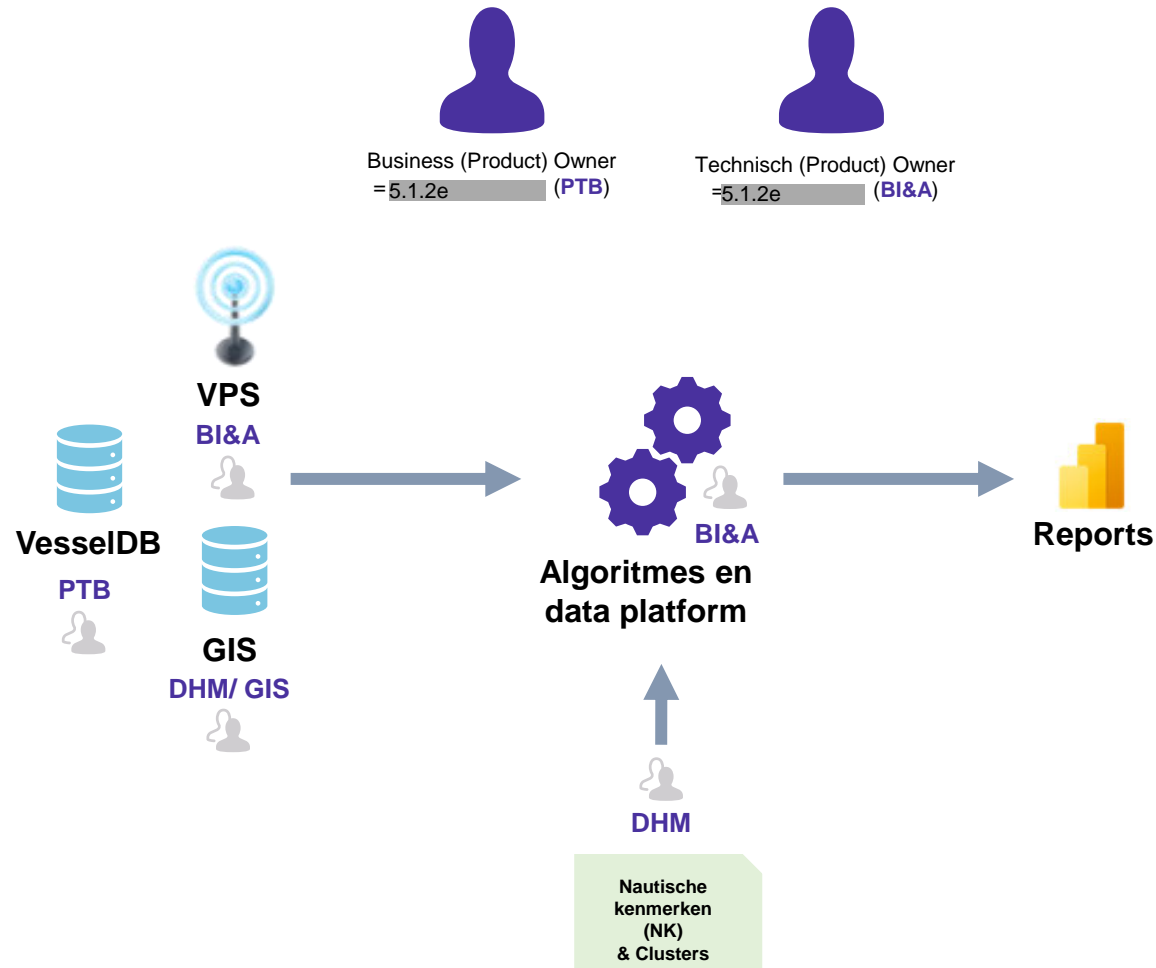 Business (Product) Owner
= 5.1.2e (PTB)
Technisch (Product) Owner
=5.1.2e (BI&A)
VPS
BI&A
VesselDB
PTB
GIS
DHM/ GIS
BI&A
Algoritmes en
data platform
Reports
DHM
Nautische
kenmerken
(NK)
& Clusters